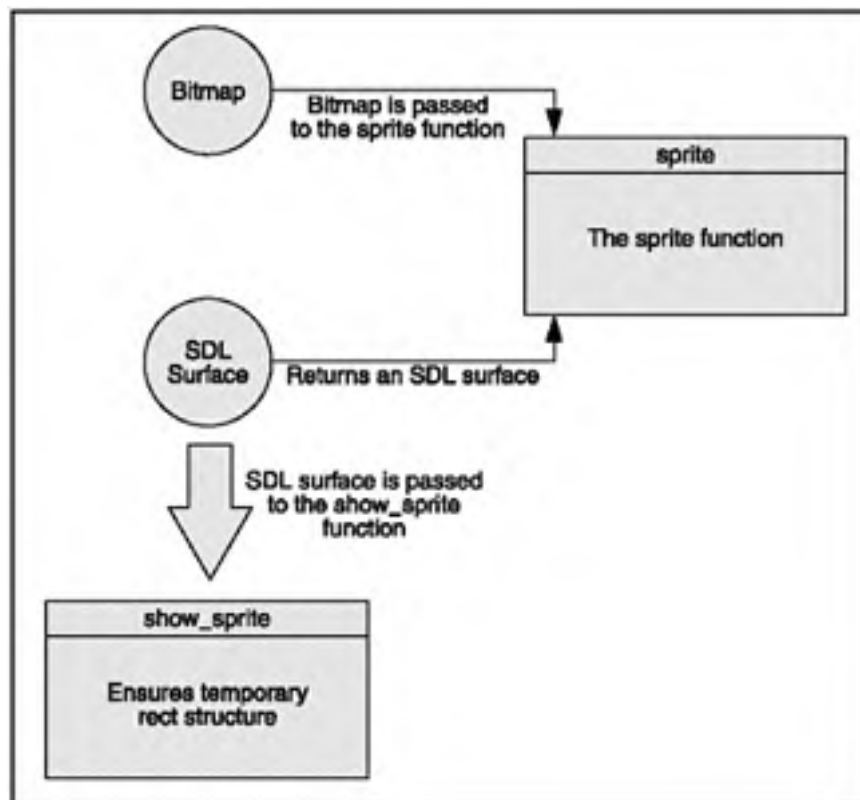 Bitmap
Bitmap is passed
to the sprite function
sprite
The sprite function
SDL
Surface
Returns an SDL surface
SDL surface is passed
to the show_sprite
function
show_sprite
Ensures temporary
rect structure